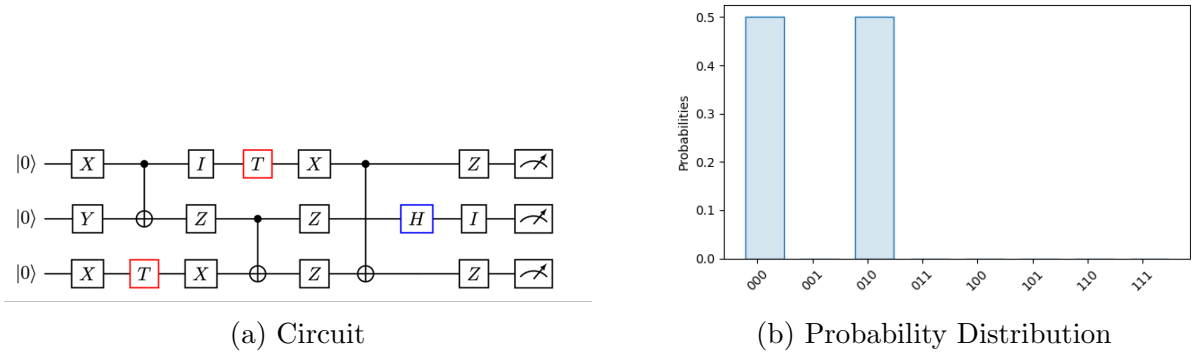 |0⟩ X I T X Z
|0⟩ Y Z Z H I
|0⟩ X T X Z Z
(a) Circuit
0.5
0.4
0.3
0.2
0.1
0.0
Probabilities
000 001 010 011 100 101 110 111
(b) Probability Distribution